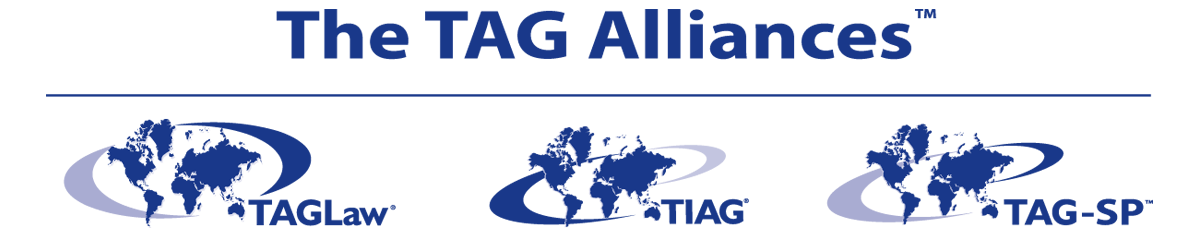 The TAG Alliances™
TAGLaw®
TIAG®
TAG-SP™